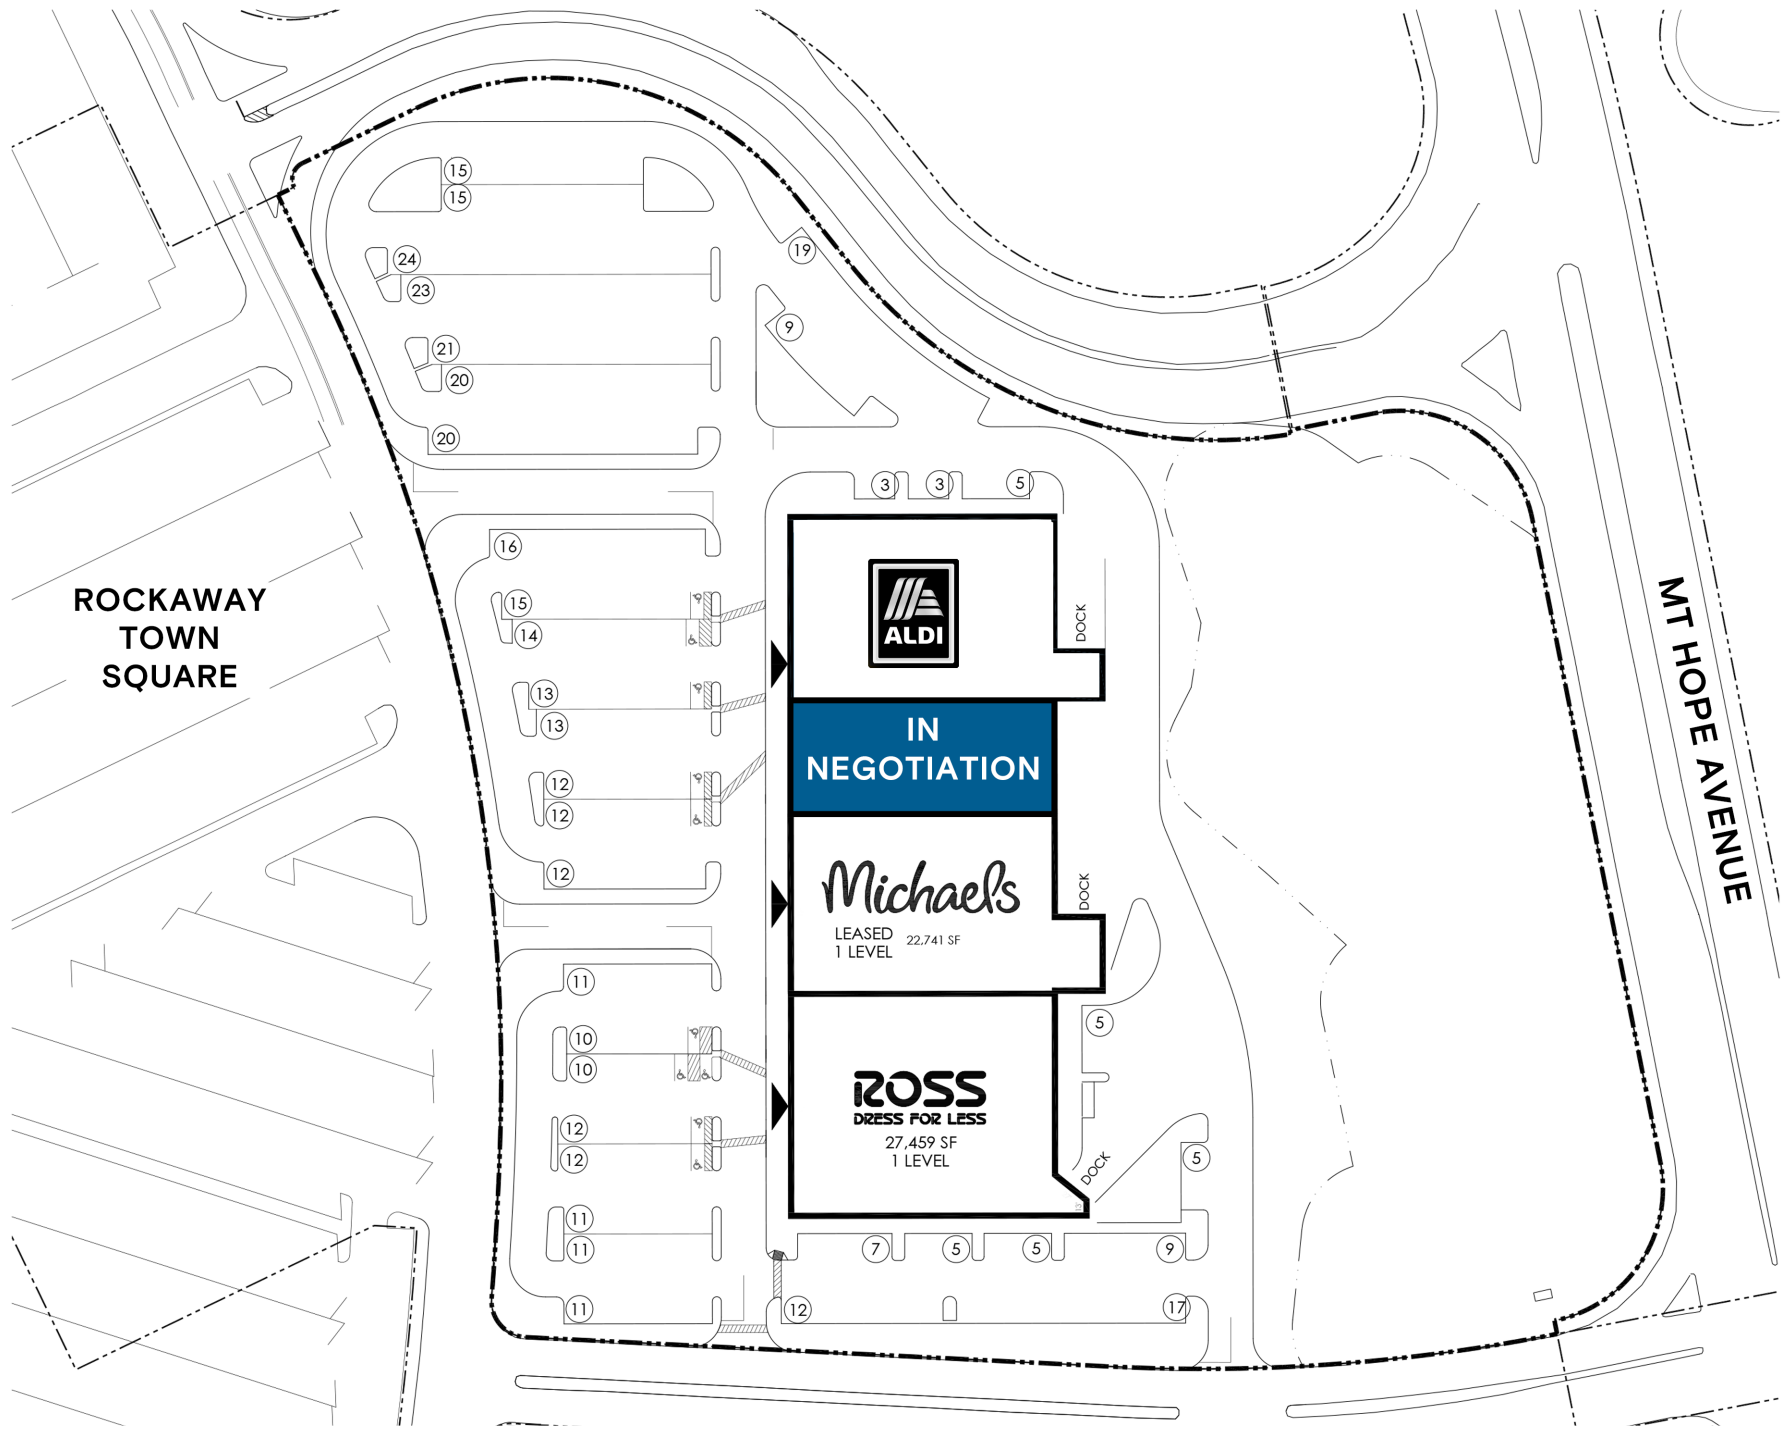 15
15
19
24
23
9
21
20
20
3
3
5
16
15
14
13
13
12
12
12
ALDI
DOCK
IN
NEGOTIATION
ROCKAWAY
TOWN
SQUARE
MT HOPE AVENUE
Michaels
LEASED
1 LEVEL
22,741 SF
DOCK
11
10
10
12
12
11
11
11
5
ROSS
DRESS FOR LESS
27,459 SF
1 LEVEL
DOCK
5
7
5
5
9
12
17